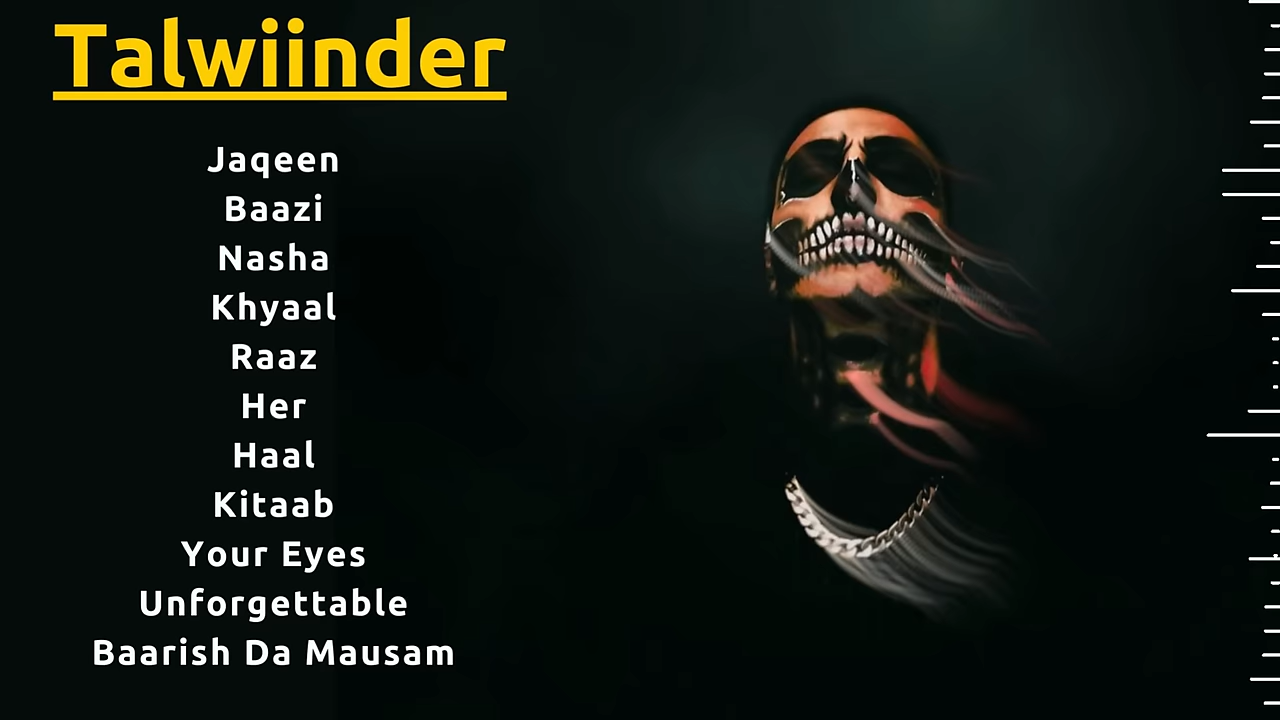 Talwiinder
Jaqeen
Baazi
Nasha
Khyaal
Raaz
Her
Haal
Kitaab
Your Eyes
Unforgettable
Baarish Da Mausam